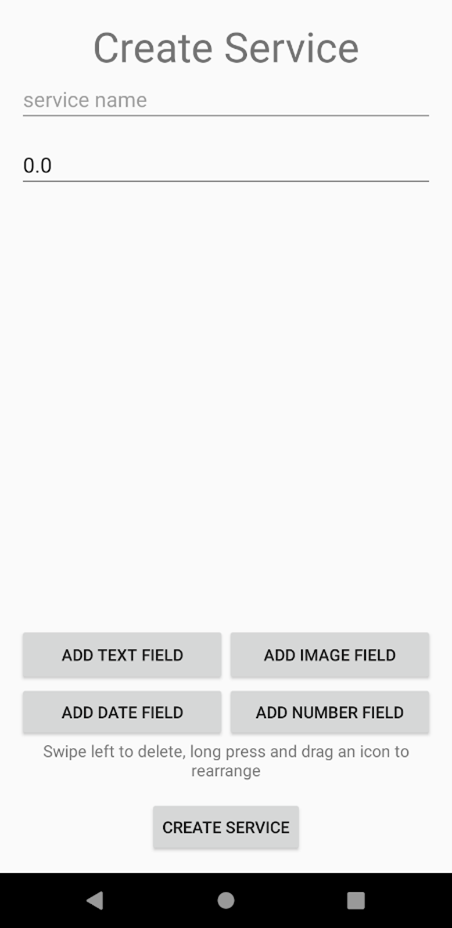 Create Service
service name
0.0
ADD TEXT FIELD
ADD IMAGE FIELD
ADD DATE FIELD
ADD NUMBER FIELD
Swipe left to delete, long press and drag an icon to
rearrange
CREATE SERVICE